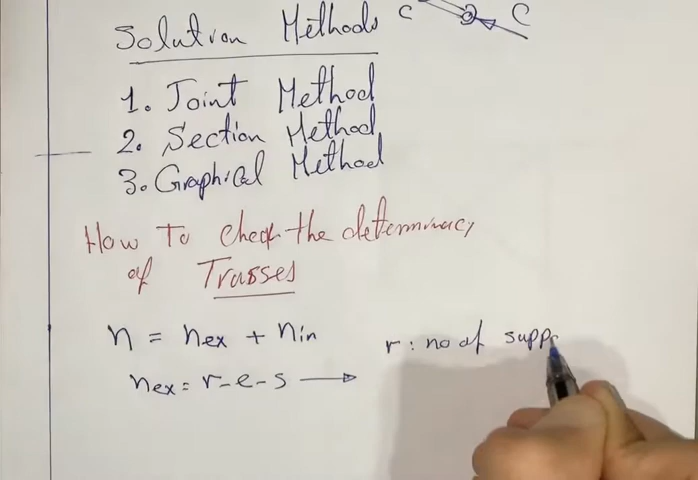 Solution Methods
C C
1. Joint Method
2. Section Method
3. Graphical Method
How To Check the determinacy
of Trusses
n = nex + nin
r : no of supp
nex = r-e-s